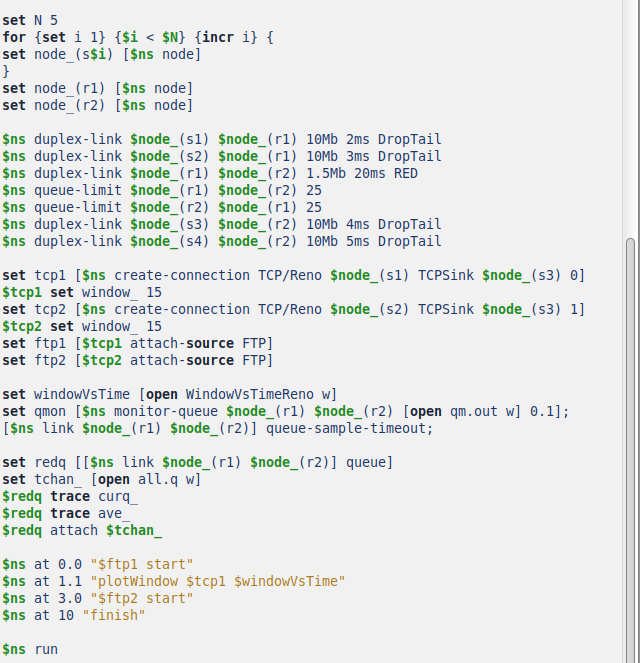 set N 5
for {set i 1} {$i < $N} {incr i} {
set node_(s$i) [$ns node]
}
set node_(r1) [$ns node]
set node_(r2) [$ns node]

$ns duplex-link $node_(s1) $node_(r1) 10Mb 2ms DropTail
$ns duplex-link $node_(s2) $node_(r1) 10Mb 3ms DropTail
$ns duplex-link $node_(r1) $node_(r2) 1.5Mb 20ms RED
$ns queue-limit $node_(r1) $node_(r2) 25
$ns queue-limit $node_(r2) $node_(r1) 25
$ns duplex-link $node_(s3) $node_(r2) 10Mb 4ms DropTail
$ns duplex-link $node_(s4) $node_(r2) 10Mb 5ms DropTail

set tcp1 [$ns create-connection TCP/Reno $node_(s1) TCPSink $node_(s3) 0]
$tcp1 set window_ 15
set tcp2 [$ns create-connection TCP/Reno $node_(s2) TCPSink $node_(s3) 1]
$tcp2 set window_ 15
set ftp1 [$tcp1 attach-source FTP]
set ftp2 [$tcp2 attach-source FTP]

set windowVsTime [open WindowVsTimeReno w]
set qmon [$ns monitor-queue $node_(r1) $node_(r2) [open qm.out w] 0.1];
[$ns link $node_(r1) $node_(r2)] queue-sample-timeout;

set redq [[$ns link $node_(r1) $node_(r2)] queue]
set tchan_ [open all.q w]
$redq trace curq_
$redq trace ave_
$redq attach $tchan_

$ns at 0.0 "$ftp1 start"
$ns at 1.1 "plotWindow $tcp1 $windowVsTime"
$ns at 3.0 "$ftp2 start"
$ns at 10 "finish"

$ns run